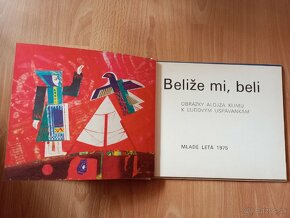 Beliže mi, beli
OBRÁZKY ALOJZA KLIMU
K ĽUDOVÝM USPÁVANKÁM
MLADÉ LETÁ 1975